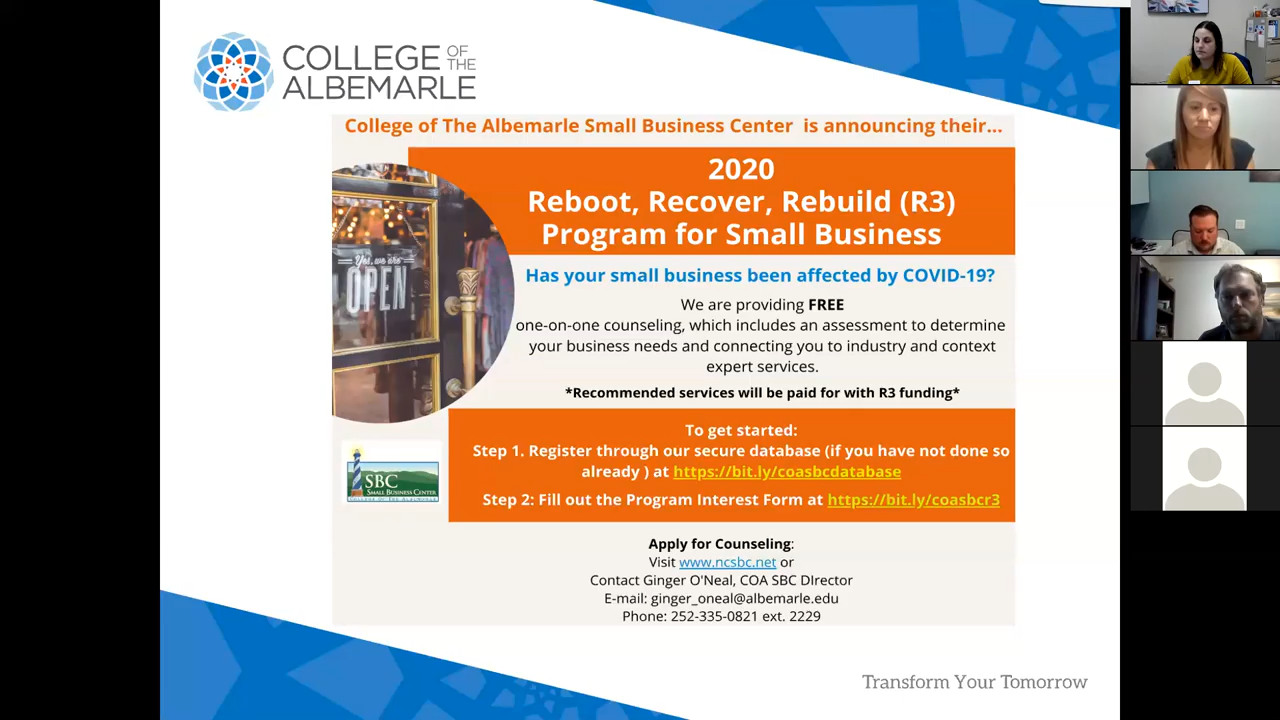 COLLEGE OF THE
ALBEMARLE
College of The Albemarle Small Business Center is announcing their...
2020
Reboot, Recover, Rebuild (R3)
Program for Small Business
Yes, we are
OPEN
Has your small business been affected by COVID-19?
We are providing FREE
one-on-one counseling, which includes an assessment to determine
your business needs and connecting you to industry and context
expert services.
*Recommended services will be paid for with R3 funding*
To get started:
Step 1. Register through our secure database (if you have not done so
already ) at https://bit.ly/coasbcdatabase
Step 2: Fill out the Program Interest Form at https://bit.ly/coasbcr3
SBC
SMALL BUSINESS CENTER
COLLEGE OF THE ALBEMARLE
Apply for Counseling:
Visit www.ncsbc.net or
Contact Ginger O'Neal, COA SBC DIrector
E-mail: ginger_oneal@albemarle.edu
Phone: 252-335-0821 ext. 2229
Transform Your Tomorrow